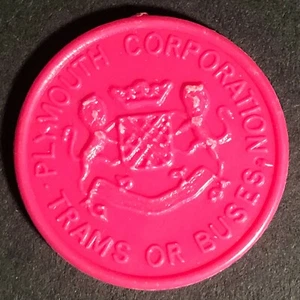 PLYMOUTH CORPORATION
TRAMS OR BUSES